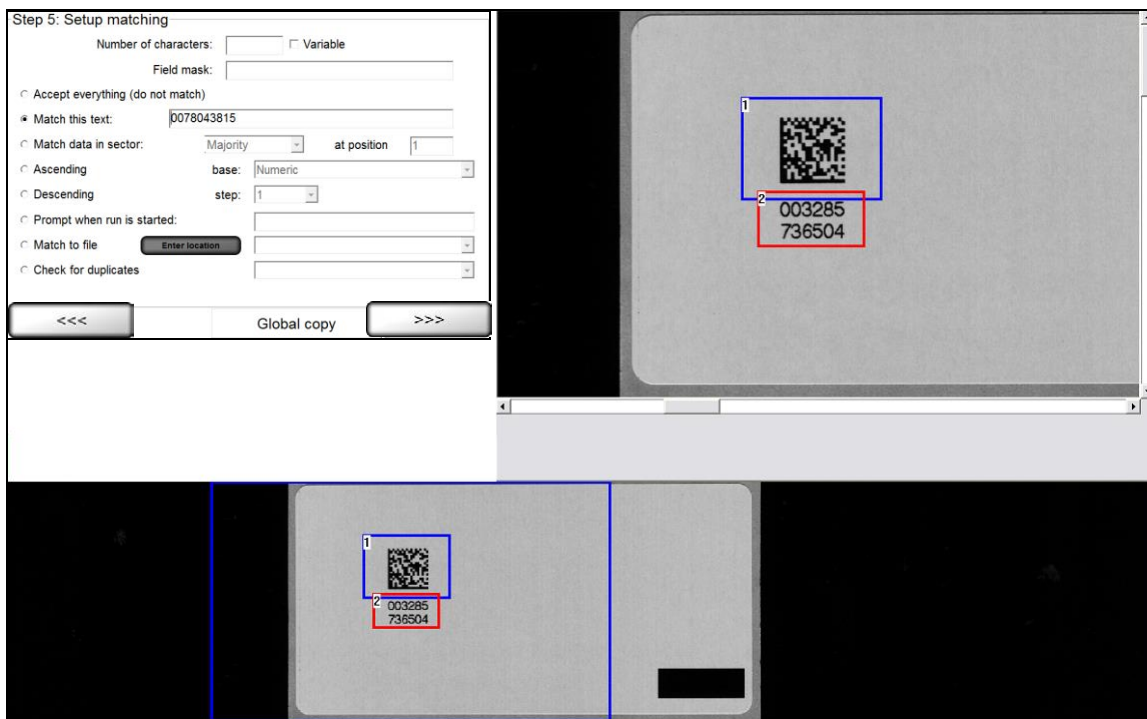 Step 5: Setup matching
Number of characters:
Variable
Field mask:
Accept everything (do not match)
Match this text: 0078043815
Match data in sector: Majority at position 1
Ascending base: Numeric
Descending step: 1
Prompt when run is started:
Match to file Enter location
Check for duplicates
<<< Global copy >>>
1
2
003285
736504
1
2
003285
736504